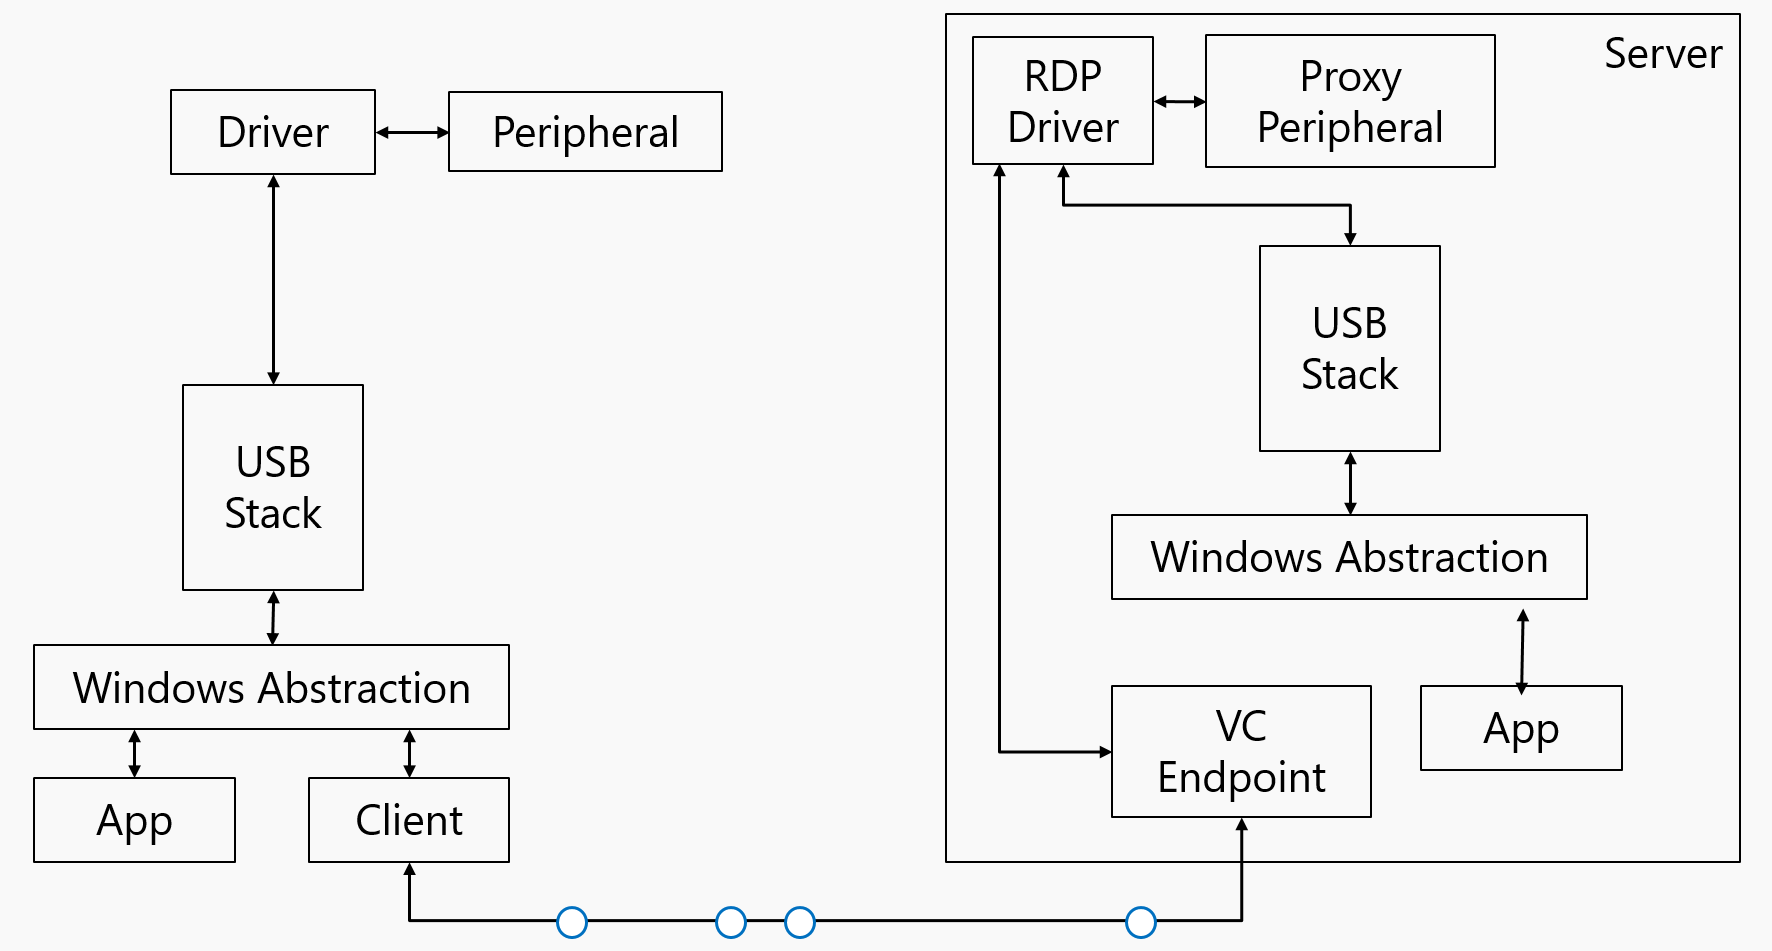 Driver
Peripheral
USB
Stack
Windows Abstraction
App
Client
Server
RDP
Driver
Proxy
Peripheral
USB
Stack
Windows Abstraction
VC
Endpoint
App